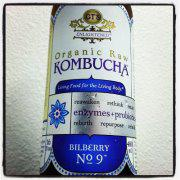 GT'S
ENLIGHTENED
Organic Raw
KOMBUCHA
Living Food for the Living Body
reawaken rethink
enzymes + probiotic
rebirth repurpose
BILBERRY
No 9